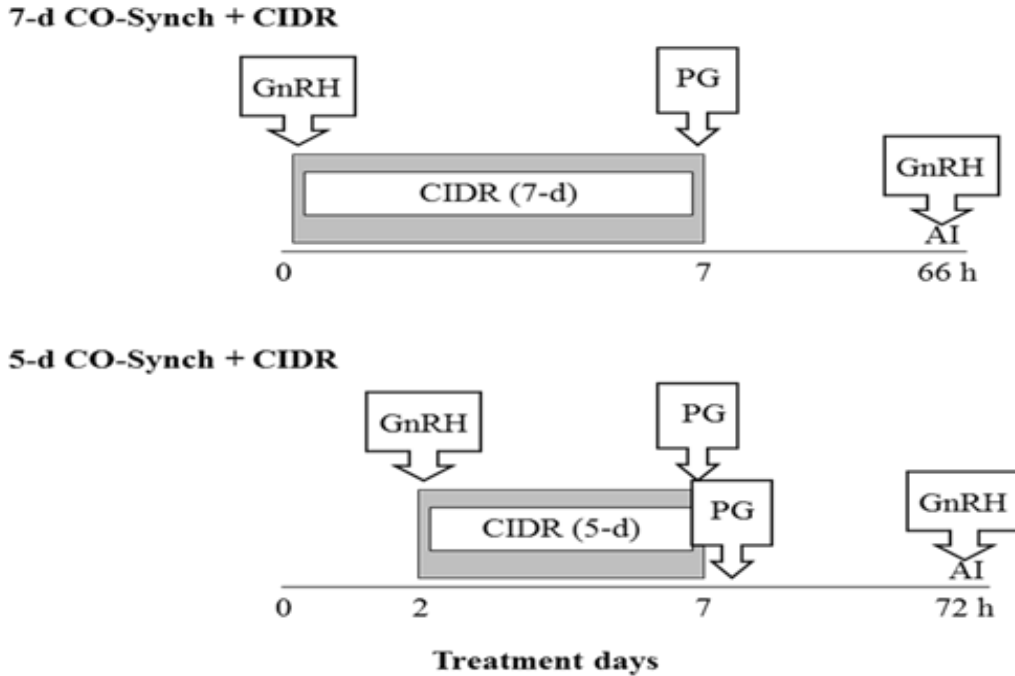 7-d CO-Synch + CIDR
GnRH
PG
GnRH
CIDR (7-d)
AI
0 7 66 h
5-d CO-Synch + CIDR
GnRH
PG
PG
GnRH
CIDR (5-d)
AI
0 2 7 72 h
Treatment days